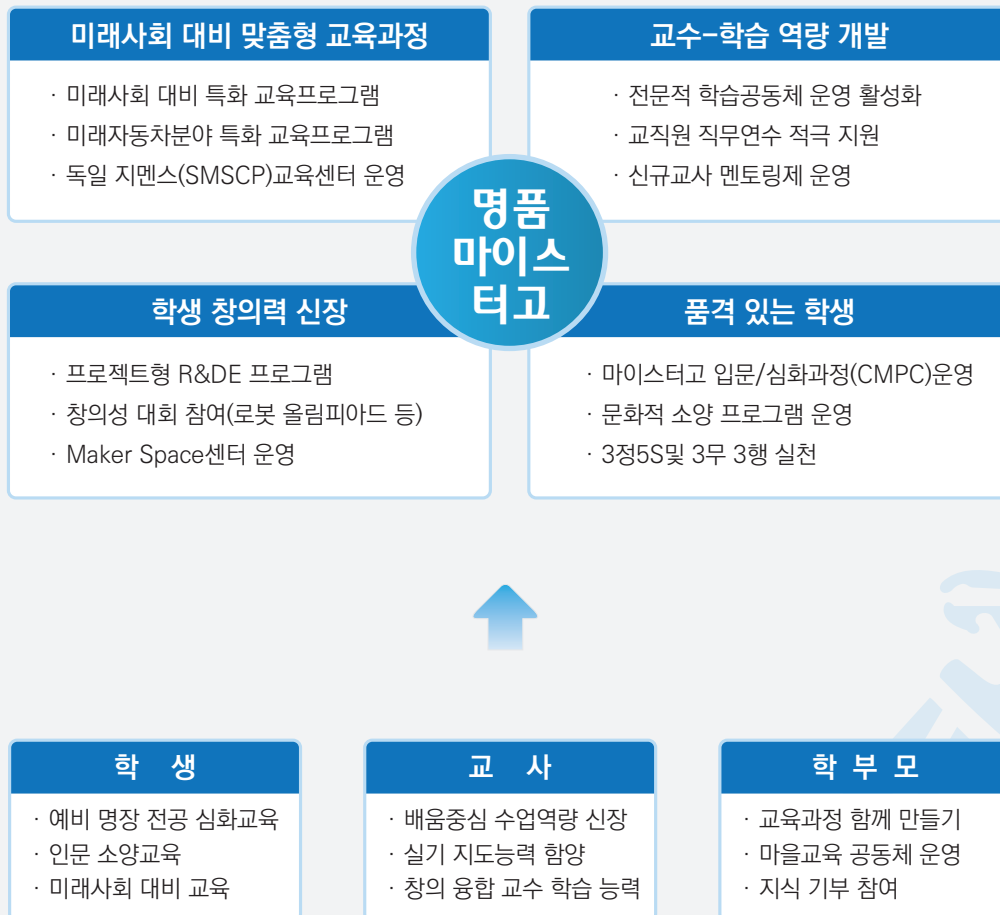 미래사회 대비 맞춤형 교육과정
· 미래사회 대비 특화 교육프로그램
· 미래자동차분야 특화 교육프로그램
· 독일 지멘스(SMSCP)교육센터 운영
교수-학습 역량 개발
· 전문적 학습공동체 운영 활성화
· 교직원 직무연수 적극 지원
· 신규교사 멘토링제 운영
명품
마이스
터고
학생 창의력 신장
· 프로젝트형 R&DE 프로그램
· 창의성 대회 참여(로봇 올림피아드 등)
· Maker Space센터 운영
품격 있는 학생
· 마이스터고 입문/심화과정(CMPC)운영
· 문화적 소양 프로그램 운영
· 3정5S및 3무 3행 실천
학 생
· 예비 명장 전공 심화교육
· 인문 소양교육
· 미래사회 대비 교육
교 사
· 배움중심 수업역량 신장
· 실기 지도능력 함양
· 창의 융합 교수 학습 능력
학 부 모
· 교육과정 함께 만들기
· 마을교육 공동체 운영
· 지식 기부 참여